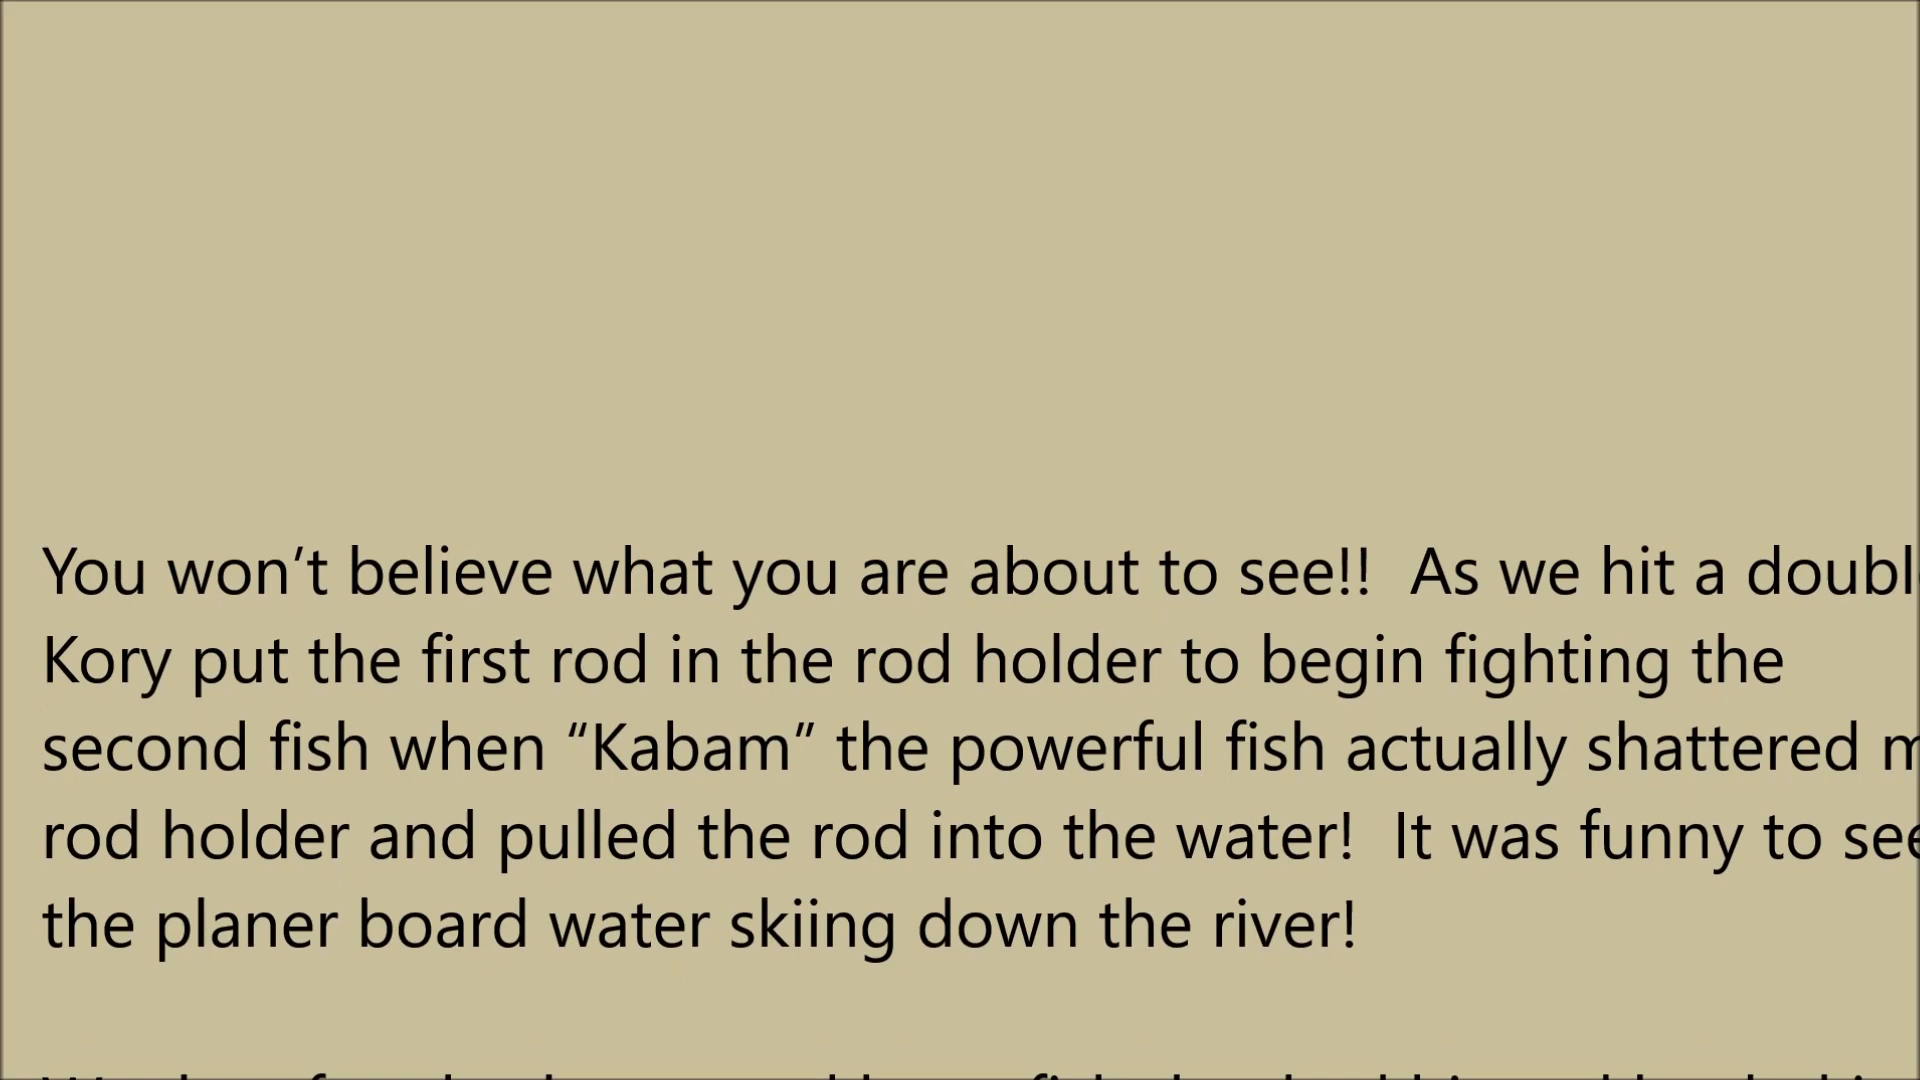 You won’t believe what you are about to see!!  As we hit a
Kory put the first rod in the rod holder to begin fighting the
second fish when “Kabam” the powerful fish actually shattered
rod holder and pulled the rod into the water!  It was funny to see
the planer board water skiing down the river!